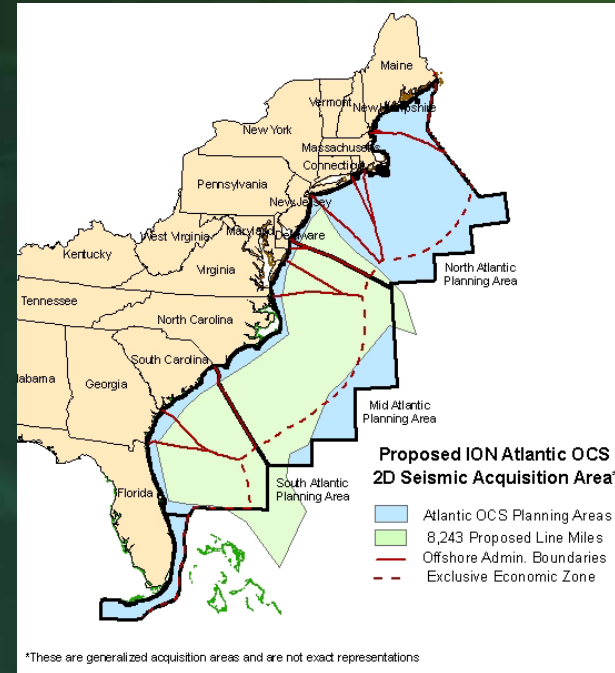 Maine
Vermont
New Hampshire
New York
Massachusetts
Connecticut
Pennsylvania
New Jersey
Maryland
Delaware
West Virginia
Kentucky
Virginia
North Atlantic
Planning Area
Tennessee
North Carolina
South Carolina
labama
Georgia
Mid Atlantic
Planning Area
Florida
South Atlantic
Planning Area
Proposed ION Atlantic OCS
2D Seismic Acquisition Area*
Atlantic OCS Planning Areas
8,243 Proposed Line Miles
Offshore Admin. Boundaries
Exclusive Economic Zone
*These are generalized acquisition areas and are not exact representations